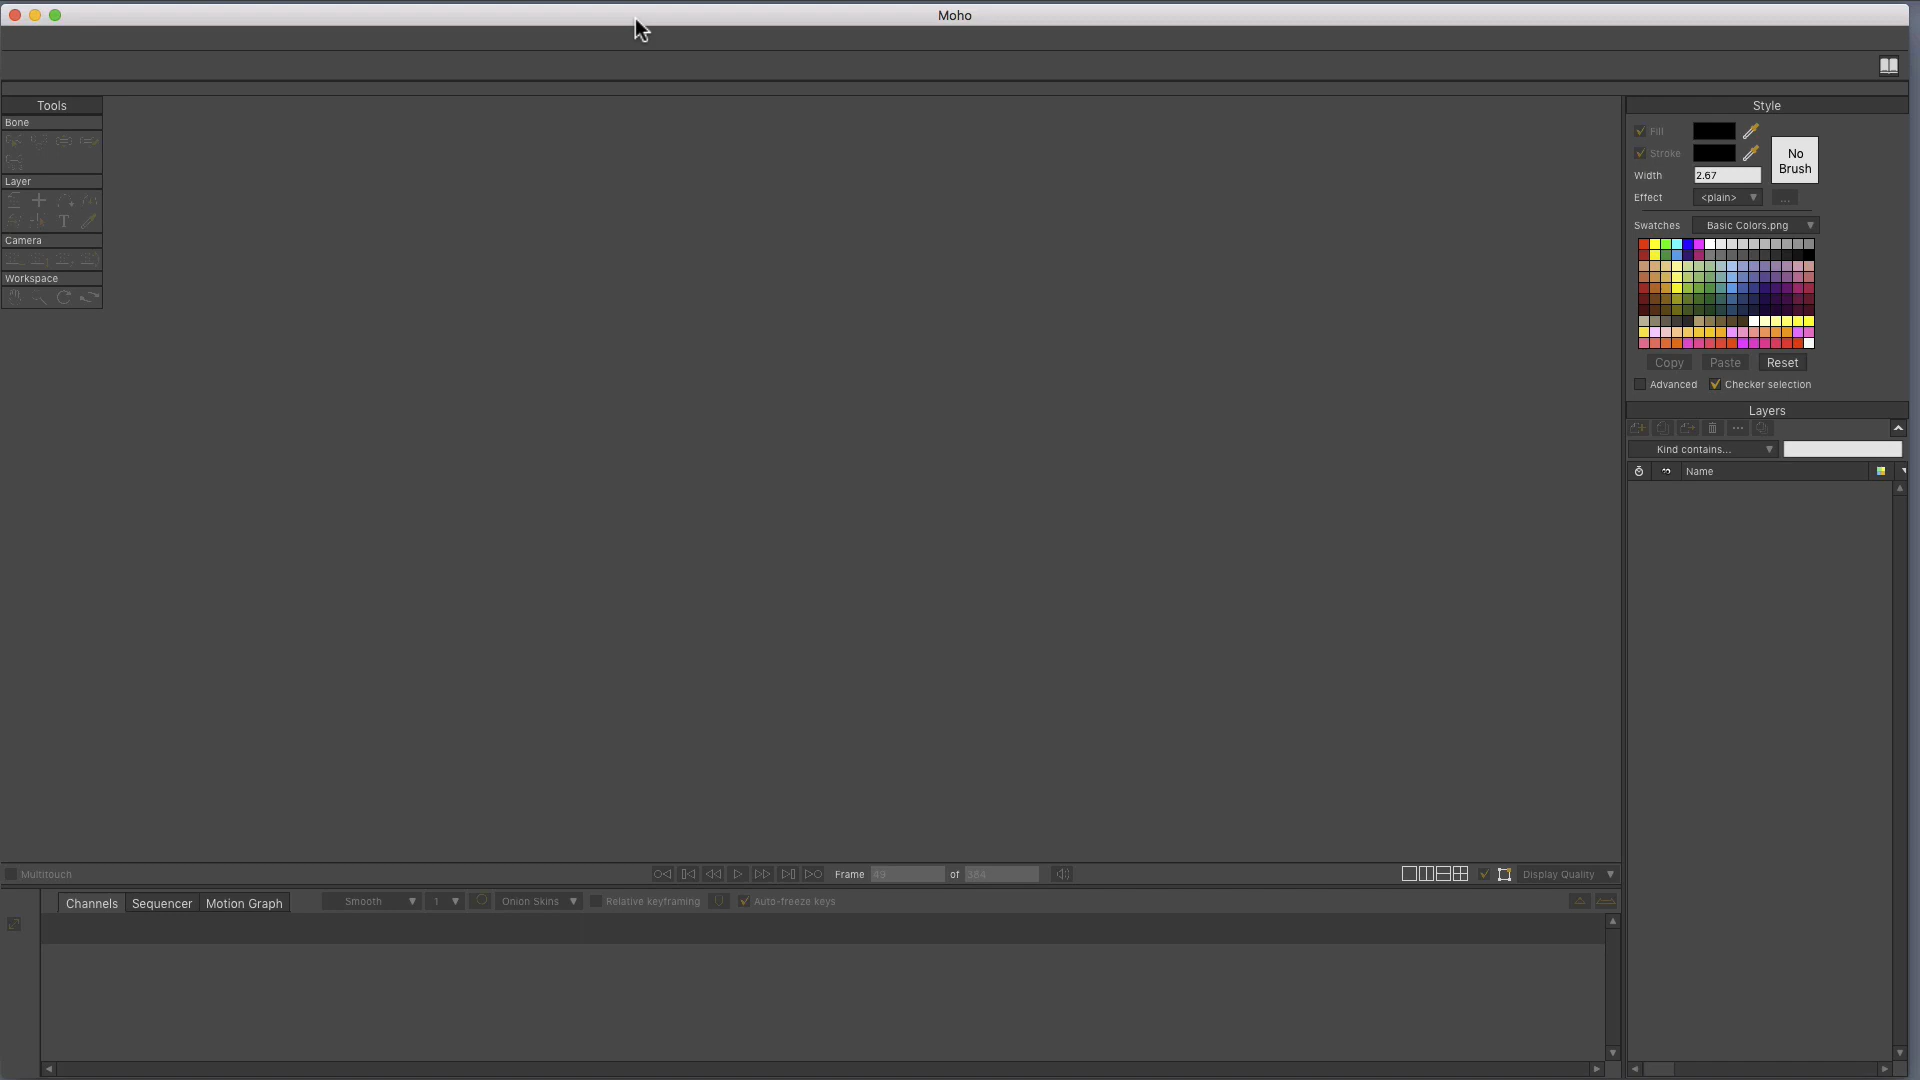 Moho
Tools
Bone
Layer
T
Camera
Workspace
Style
Fill
Stroke
No
Brush
Width 2.67
Effect <plain> ...
Swatches Basic Colors.png
Copy Paste Reset
Advanced Checker selection
Layers
Kind contains...
Name
Multitouch Frame 49 of 384 Display Quality
Channels Sequencer Motion Graph Smooth 1 Onion Skins Relative keyframing Auto-freeze keys